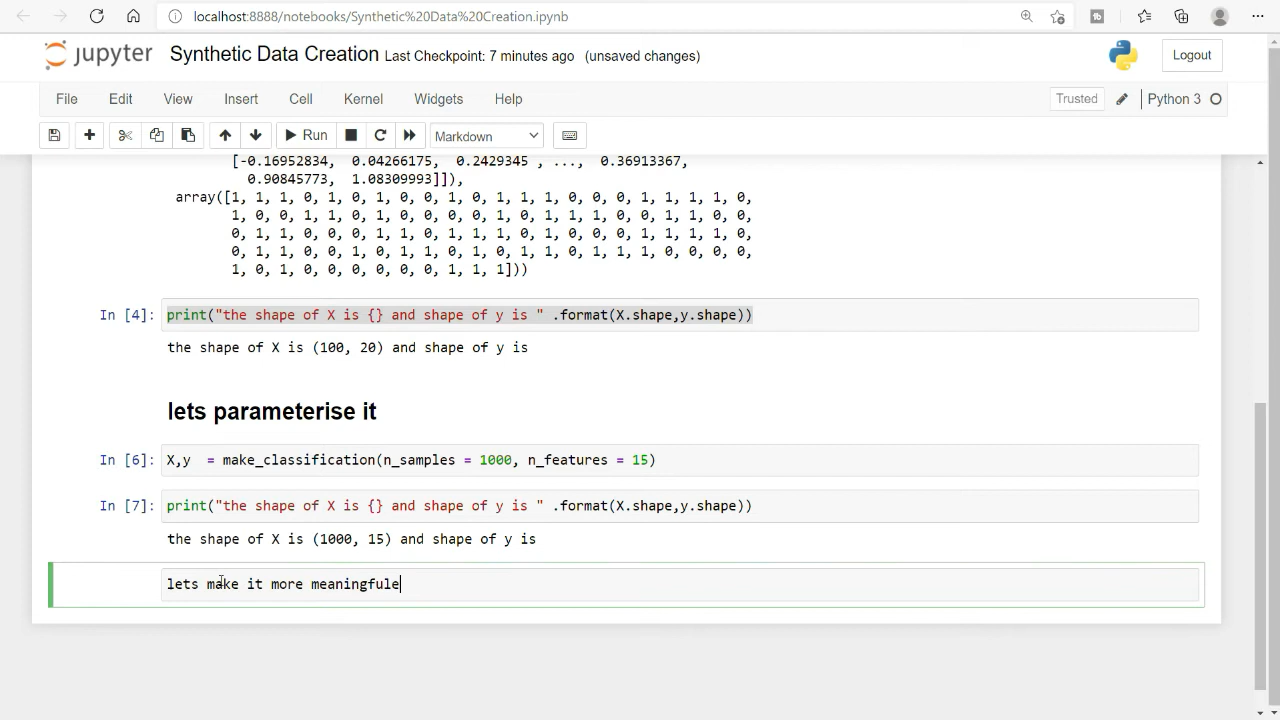 localhost:8888/notebooks/Synthetic%20Data%20Creation.ipynb
jupyter Synthetic Data Creation Last Checkpoint: 7 minutes ago (unsaved changes) Logout
File Edit View Insert Cell Kernel Widgets Help Trusted Python 3
Run Markdown
[-0.16952834, 0.04266175, 0.2429345 , ..., 0.36913367,
0.90845773, 1.08309993]]),
array([1, 1, 1, 0, 1, 0, 1, 0, 0, 1, 0, 1, 1, 1, 0, 0, 0, 1, 1, 1, 1, 0,
1, 0, 0, 1, 1, 0, 1, 0, 0, 0, 0, 1, 0, 1, 1, 1, 0, 0, 1, 1, 0, 0,
0, 1, 1, 0, 0, 0, 1, 1, 0, 1, 1, 1, 0, 1, 0, 0, 0, 1, 1, 1, 1, 0,
0, 1, 1, 0, 0, 1, 0, 1, 1, 0, 1, 0, 1, 1, 0, 1, 1, 1, 0, 0, 0, 0,
1, 0, 1, 0, 0, 0, 0, 0, 0, 1, 1, 1]))
In [4]: print("the shape of X is {} and shape of y is " .format(X.shape,y.shape))
the shape of X is (100, 20) and shape of y is
lets parameterise it
In [6]: X,y = make_classification(n_samples = 1000, n_features = 15)
In [7]: print("the shape of X is {} and shape of y is " .format(X.shape,y.shape))
the shape of X is (1000, 15) and shape of y is
lets make it more meaningfule